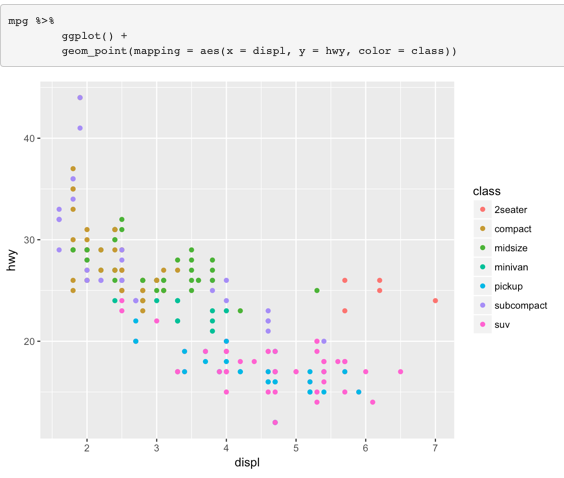 mpg %>%
ggplot() +
geom_point(mapping = aes(x = displ, y = hwy, color = class))
40
30
20
hwy
2
3
4
5
6
7
displ
class
2seater
compact
midsize
minivan
pickup
subcompact
suv